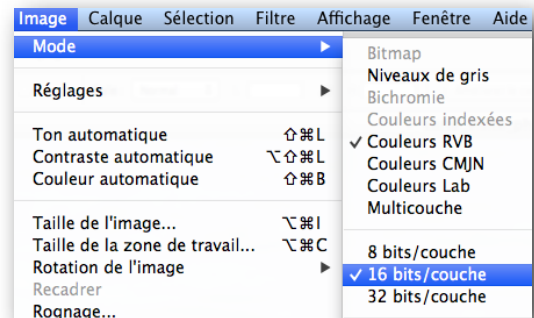 Image Calque Sélection Filtre Affichage Fenêtre Aide
Mode ▶
Réglages ▶
Ton automatique ⇧⌘L
Contraste automatique ⌥⇧⌘L
Couleur automatique ⇧⌘B
Taille de l'image... ⌥⌘I
Taille de la zone de travail... ⌥⌘C
Rotation de l'image ▶
Recadrer
Rognage...
Bitmap
Niveaux de gris
Bichromie
Couleurs indexées
✓ Couleurs RVB
Couleurs CMJN
Couleurs Lab
Multicouche
8 bits/couche
✓ 16 bits/couche
32 bits/couche